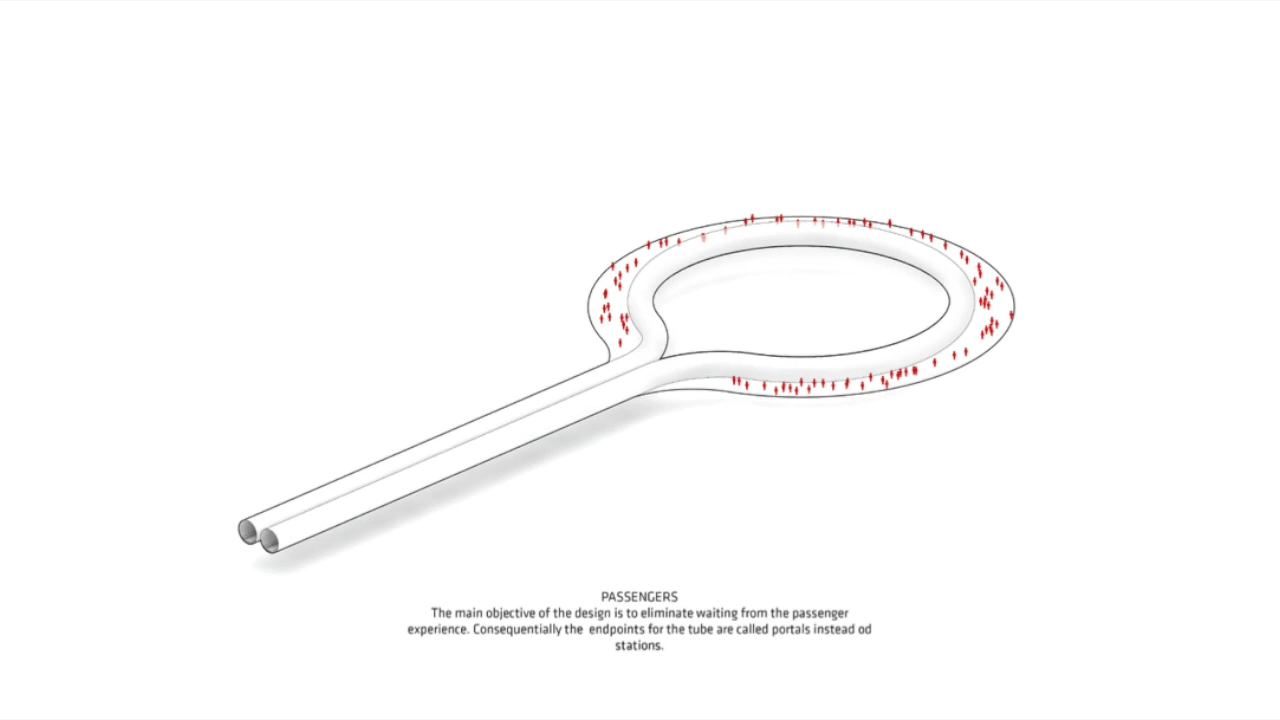 PASSENGERS
The main objective of the design is to eliminate waiting from the passenger
experience. Consequentially the endpoints for the tube are called portals instead od
stations.